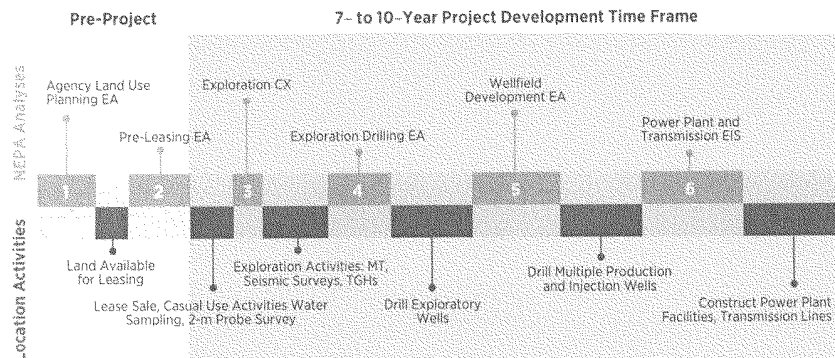 Pre-Project
7- to 10-Year Project Development Time Frame
NEPA Analyses
Agency Land Use
Planning EA
Pre-Leasing EA
Exploration CX
Exploration Drilling EA
Wellfield
Development EA
Power Plant and
Transmission EIS
1
2
3
4
5
6
Location Activities
Land Available
for Leasing
Lease Sale, Casual Use Activities Water
Sampling, 2-m Probe Survey
Exploration Activities: MT,
Seismic Surveys, TGHs
Drill Exploratory
Wells
Drill Multiple Production
and Injection Wells
Construct Power Plant
Facilities, Transmission Lines